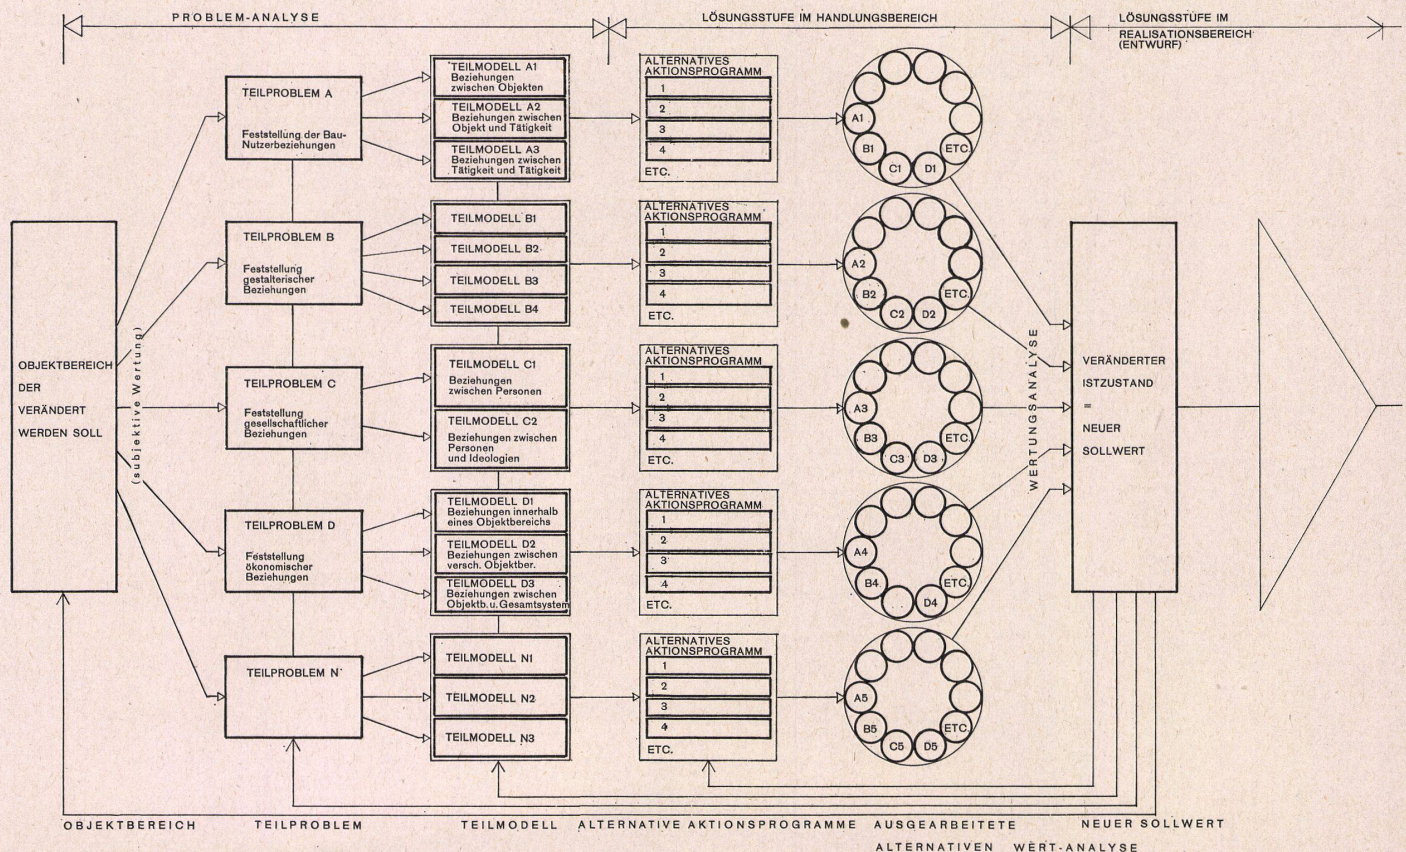 PROBLEM-ANALYSE
LÖSUNGSSTUFE IM HANDLUNGSBEREICH
LÖSUNGSSTUFE IM
REALISATIONSBEREICH
(ENTWURF)
OBJEKTBEREICH
DER
VERÄNDERT
WERDEN SOLL
(subjektive Wertung)
TEILPROBLEM A
Feststellung der Bau-
Nutzerbeziehungen
TEILPROBLEM B
Feststellung
gestalterischer
Beziehungen
TEILPROBLEM C
Feststellung
gesellschaftlicher
Beziehungen
TEILPROBLEM D
Feststellung
ökonomischer
Beziehungen
TEILPROBLEM N
TEILMODELL A1
Beziehungen
zwischen Objekten
TEILMODELL A2
Beziehungen zwischen
Objekt und Tätigkeit
TEILMODELL A3
Beziehungen zwischen
Tätigkeit und Tätigkeit
TEILMODELL B1
TEILMODELL B2
TEILMODELL B3
TEILMODELL B4
TEILMODELL C1
Beziehungen
zwischen Personen
TEILMODELL C2
Beziehungen zwischen
Personen
und Ideologien
TEILMODELL D1
Beziehungen innerhalb
eines Objektbereichs
TEILMODELL D2
Beziehungen zwischen
versch. Objektber.
TEILMODELL D3
Beziehungen zwischen
Objektb.u.Gesamtsystem
TEILMODELL N1
TEILMODELL N2
TEILMODELL N3
ALTERNATIVES
AKTIONSPROGRAMM
1
2
3
4
ETC.
ALTERNATIVES
AKTIONSPROGRAMM
1
2
3
4
ETC.
ALTERNATIVES
AKTIONSPROGRAMM
1
2
3
4
ETC.
ALTERNATIVES
AKTIONSPROGRAMM
1
2
3
4
ETC.
ALTERNATIVES
AKTIONSPROGRAMM
1
2
3
4
ETC.
A1
B1
C1
D1
ETC
A2
B2
C2
D2
ETC.
A3
B3
C3
D3
ETC.
A4
B4
D4
ETC.
A5
B5
C5
D5
ETC.
WERTUNGSANALYSE
VERÄNDERTER
ISTZUSTAND
=
NEUER
SOLLWERT
OBJEKTBEREICH TEILPROBLEM TEILMODELL ALTERNATIVE AKTIONSPROGRAMME AUSGEARBEITETE NEUER SOLLWERT
ALTERNATIVEN WERT-ANALYSE